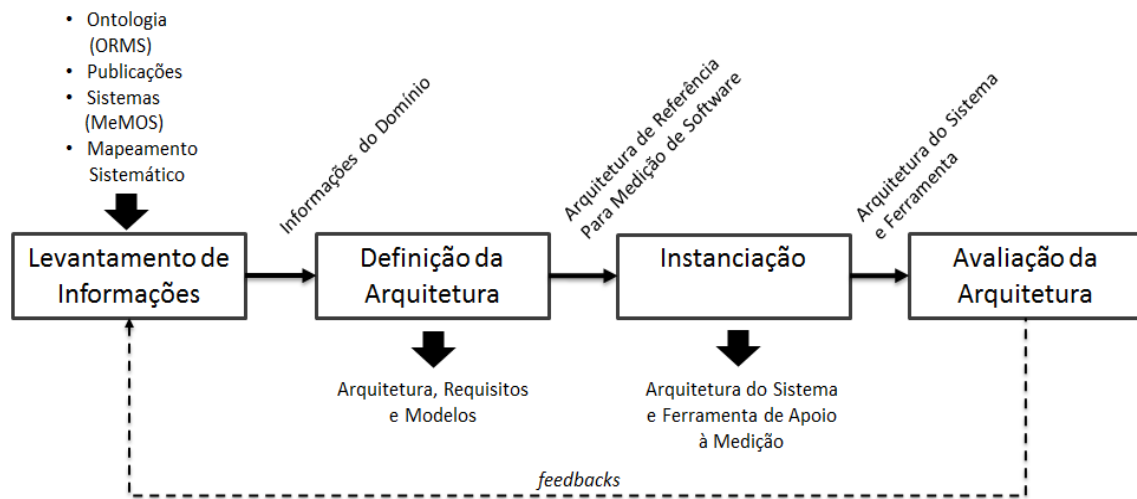 • Ontologia
(ORMS)
• Publicações
• Sistemas
(MeMOS)
• Mapeamento
Sistemático
Informações do Domínio
Arquitetura de Referência
Para Medição de Software
Arquitetura do Sistema
e Ferramenta
Levantamento de
Informações
Definição da
Arquitetura
Instanciação
Avaliação da
Arquitetura
Arquitetura, Requisitos
e Modelos
Arquitetura do Sistema
e Ferramenta de Apoio
à Medição
feedbacks